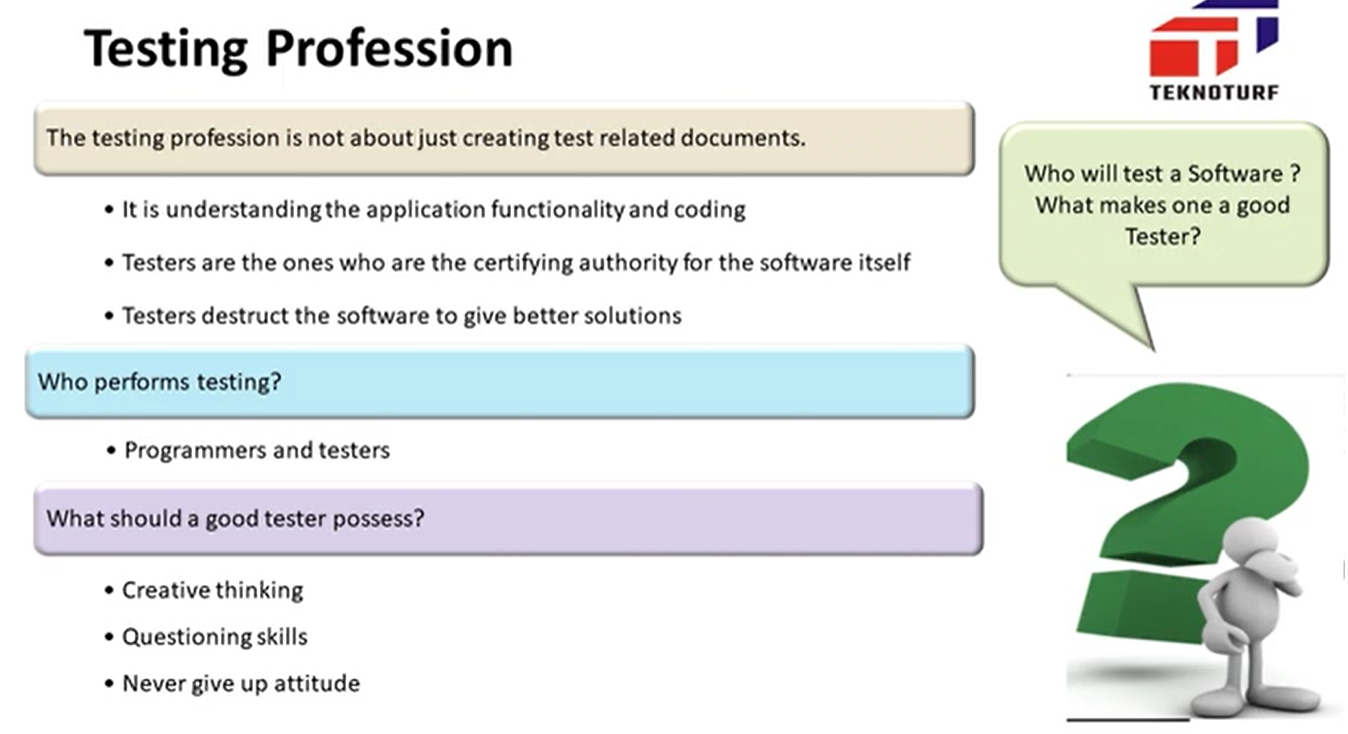 Testing Profession
TEKNOTURF
The testing profession is not about just creating test related documents.
• It is understanding the application functionality and coding
• Testers are the ones who are the certifying authority for the software itself
• Testers destruct the software to give better solutions
Who will test a Software ?
What makes one a good
Tester?
Who performs testing?
• Programmers and testers
What should a good tester possess?
• Creative thinking
• Questioning skills
• Never give up attitude